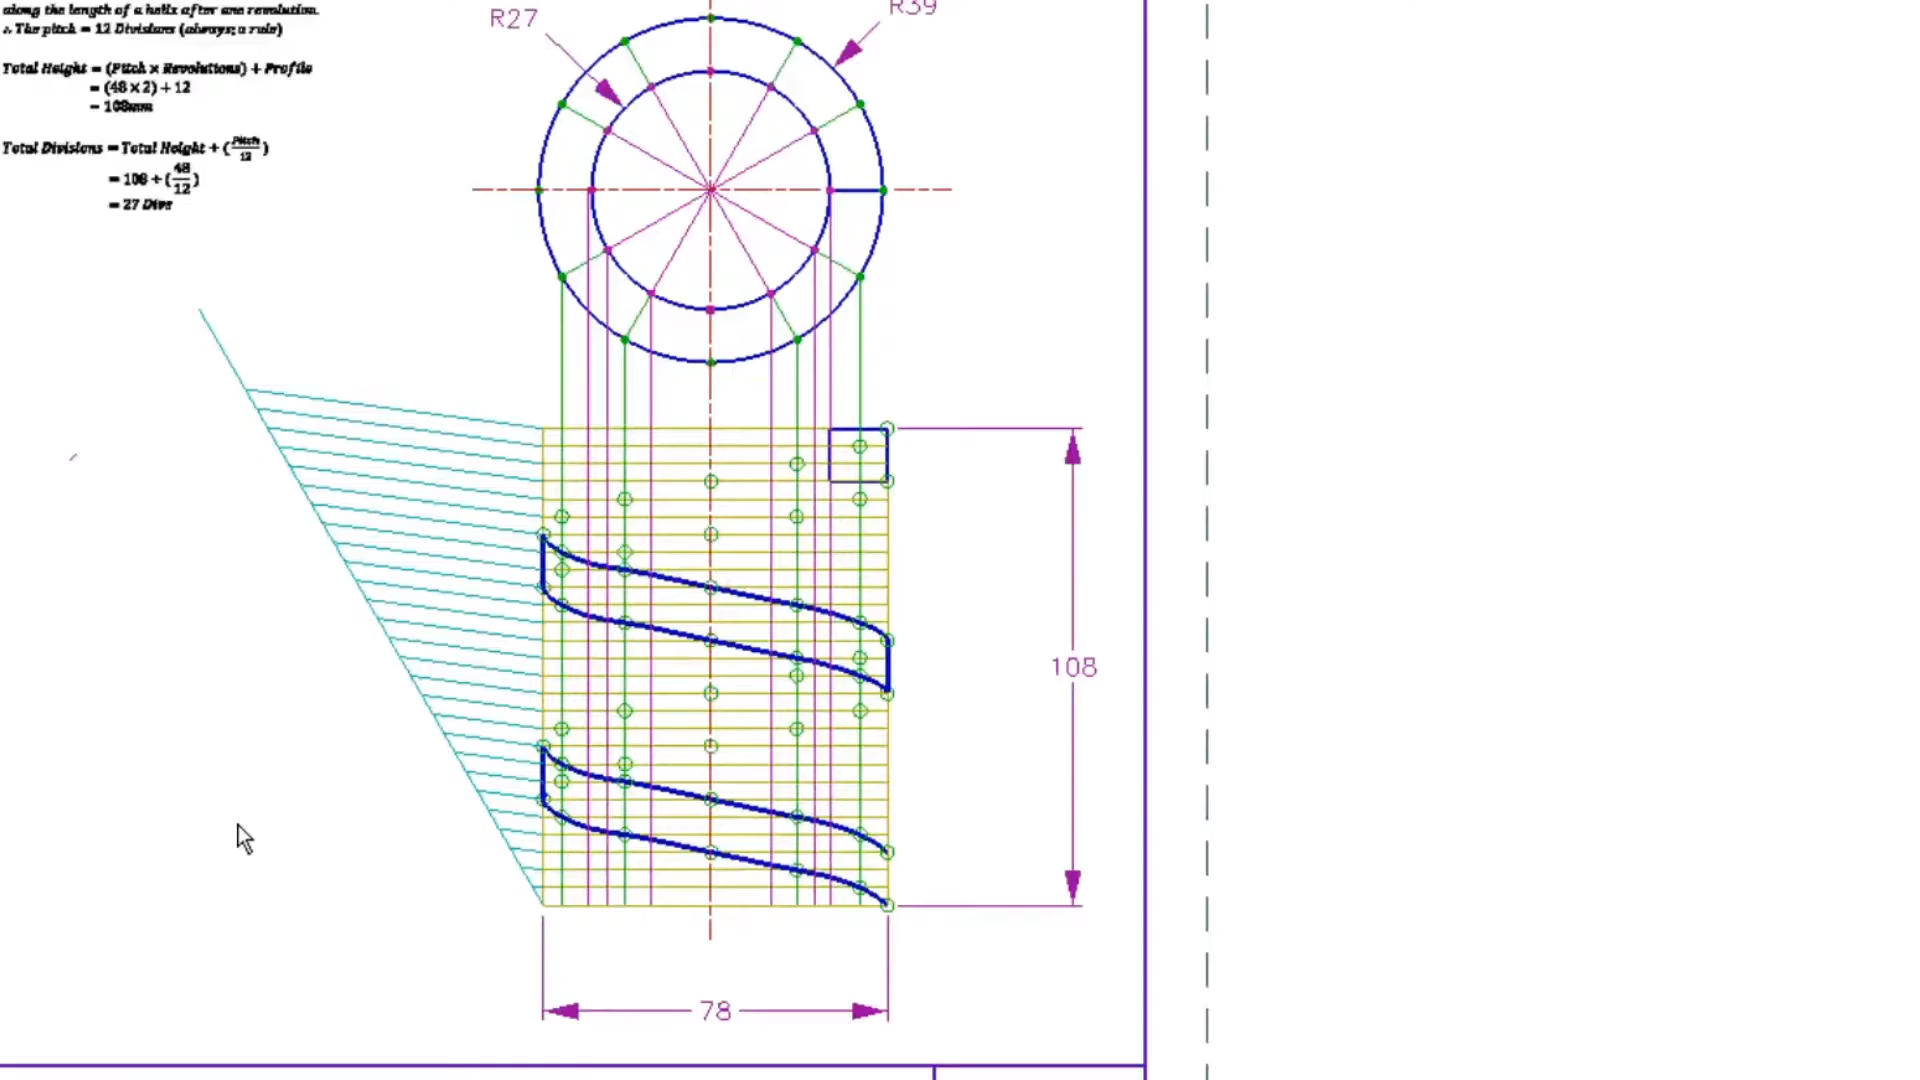 along the length of a helix after one revolution.
∴ The pitch = 12 Divisions (always; a rule)
Total Height = (Pitch × Revolutions) + Profile
= (48 × 2) + 12
= 108mm
Total Divisions = Total Height ÷ (Pitch/12)
= 108 ÷ (48/12)
= 27 Divs
R27
R39
108
78